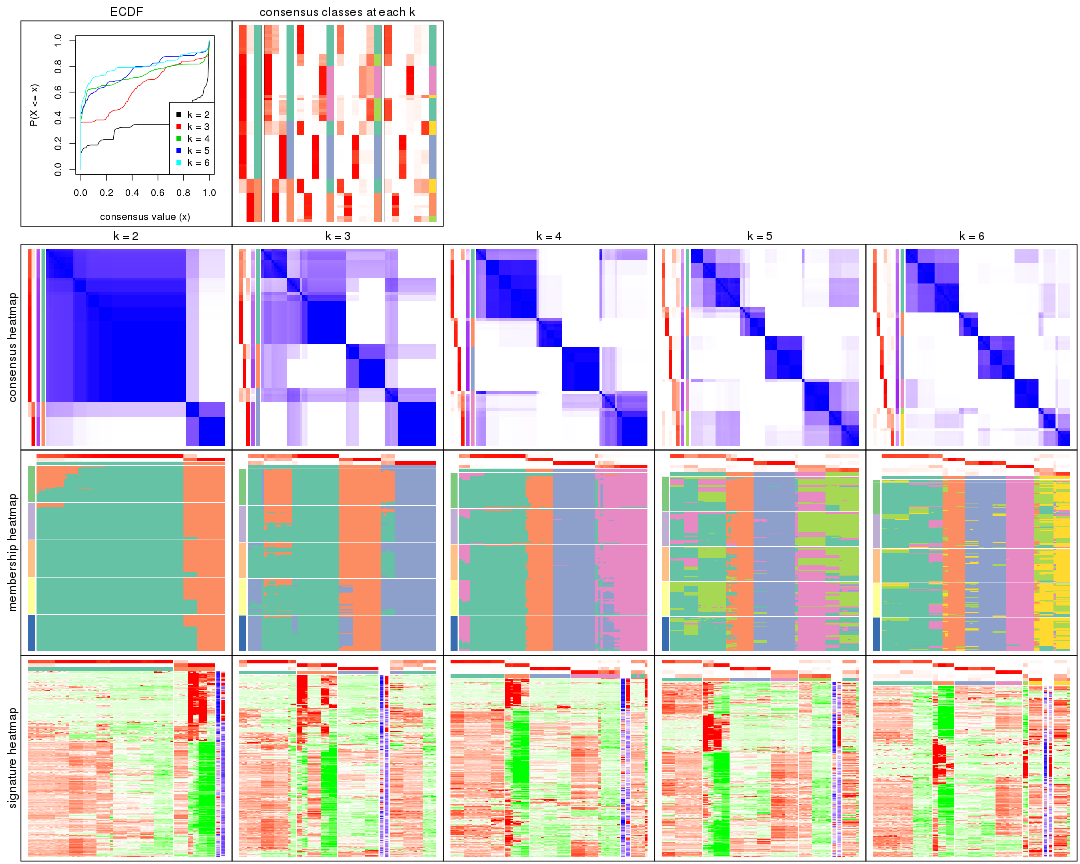 ECDF
consensus classes at each k
P(X <= x)
0.0 0.2 0.4 0.6 0.8 1.0
k = 2
k = 3
k = 4
k = 5
k = 6
0.0 0.2 0.4 0.6 0.8 1.0
consensus value (x)
k = 2
k = 3
k = 4
k = 5
k = 6
consensus heatmap
membership heatmap
signature heatmap